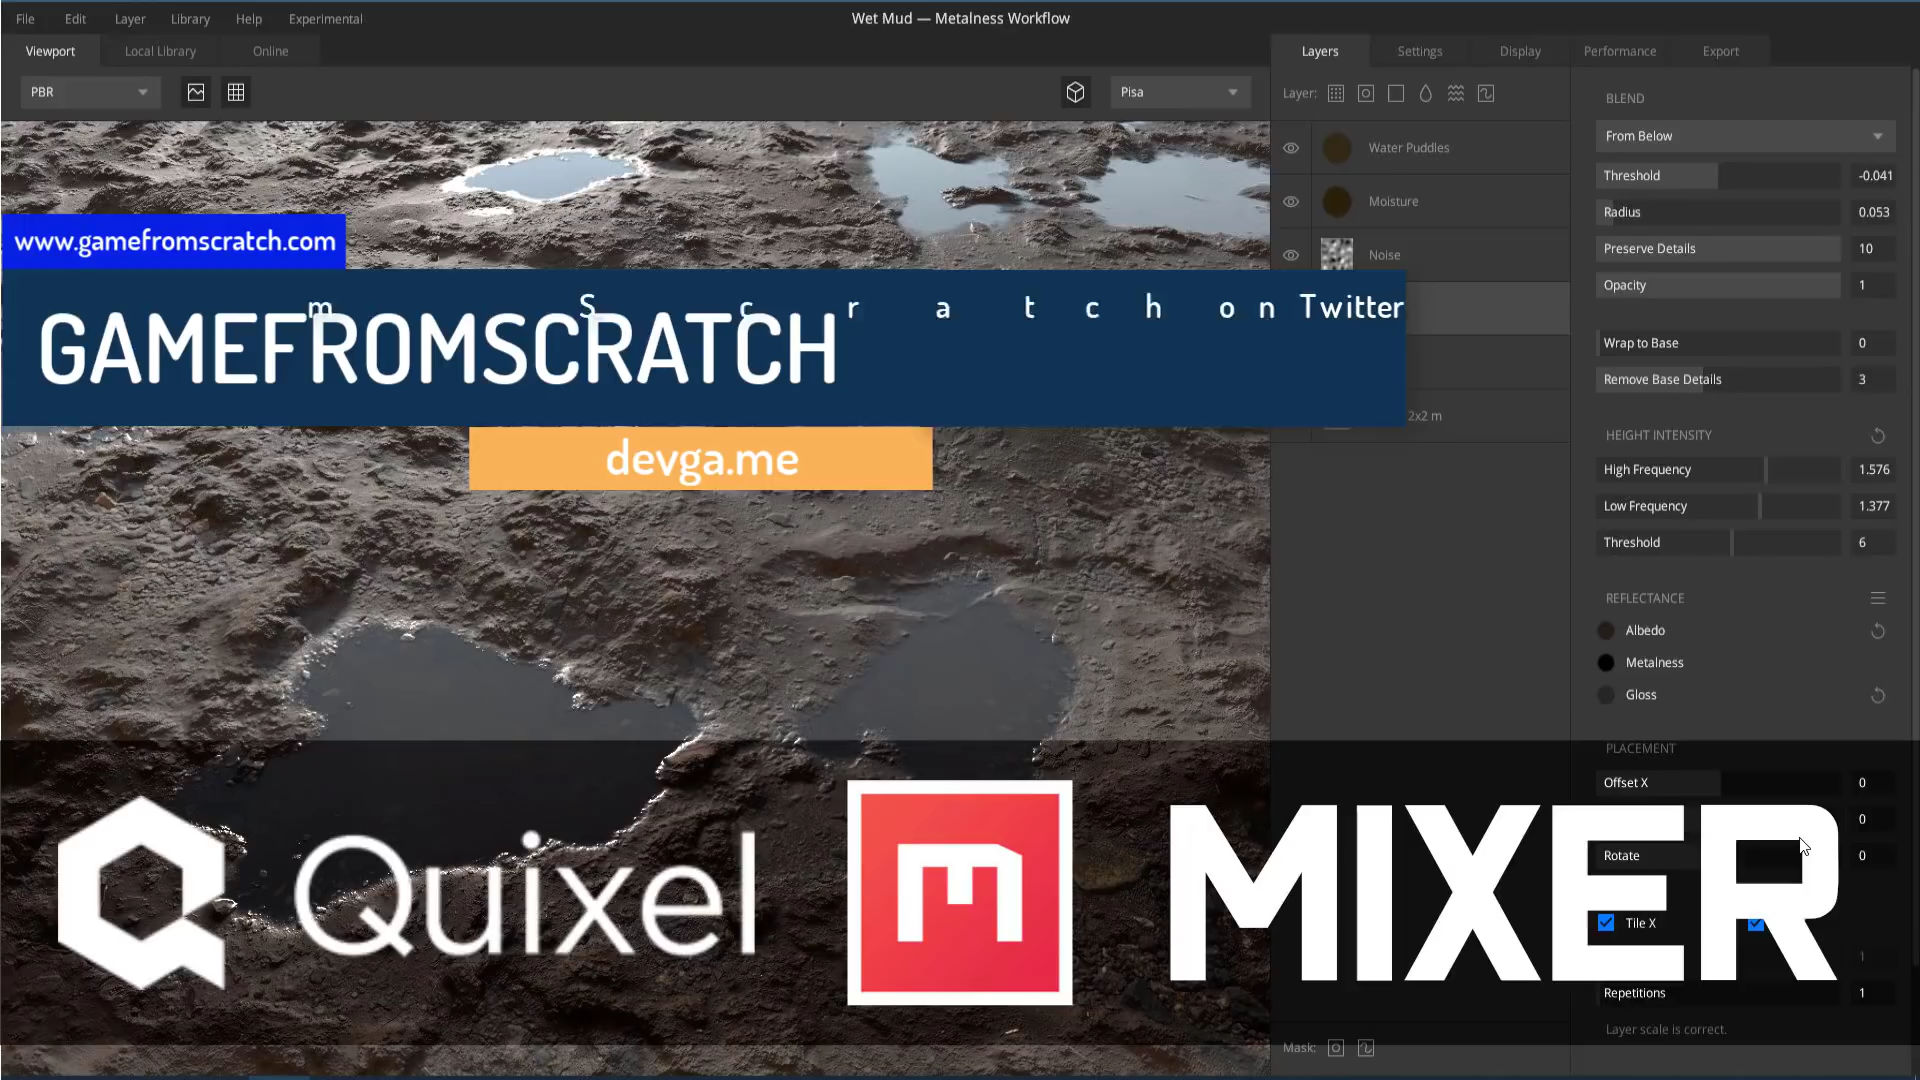 File Edit Layer Library Help Experimental
Wet Mud — Metalness Workflow
Viewport Local Library Online
Layers Settings Display Performance Export
PBR
Pisa
Layer:
Water Puddles
Moisture
Noise
2x2 m
Mask:
BLEND
From Below
Threshold -0.041
Radius 0.053
Preserve Details 10
Opacity 1
Wrap to Base 0
Remove Base Details 3
HEIGHT INTENSITY
High Frequency 1.576
Low Frequency 1.377
Threshold 6
REFLECTANCE
Albedo
Metalness
Gloss
PLACEMENT
Offset X 0
0
Rotate 0
Tile X
1
Repetitions 1
Layer scale is correct.
www.gamefromscratch.com
m S c r a t c h on Twitter
GAMEFROMSCRATCH
devga.me
Quixel
m
MIXER